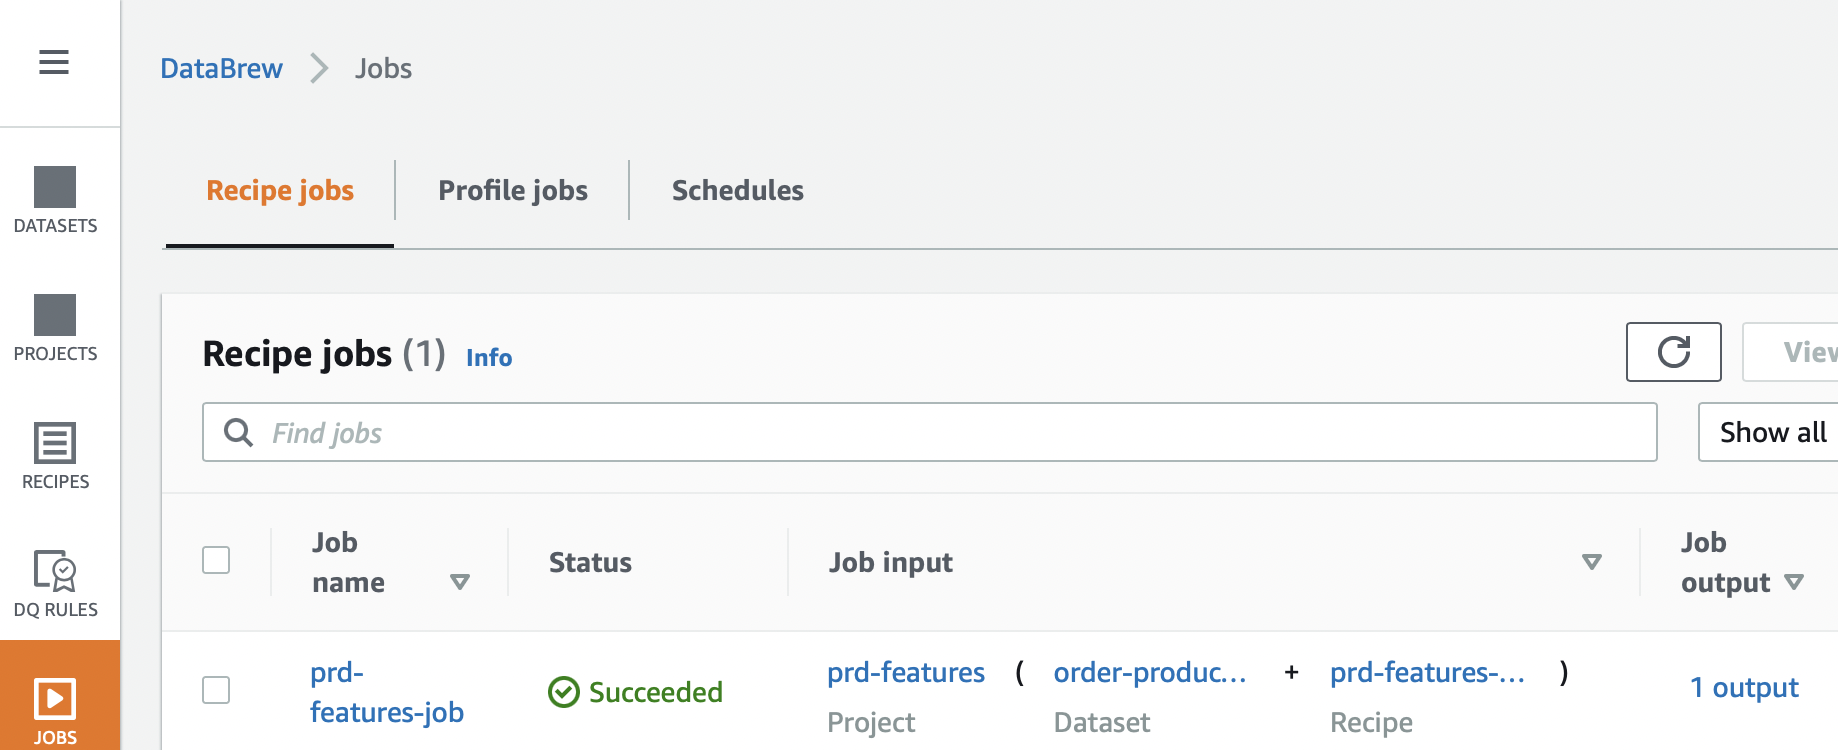 DataBrew Jobs
Recipe jobs Profile jobs Schedules
DATASETS
PROJECTS
RECIPES
DQ RULES
JOBS
Recipe jobs (1) Info
Find jobs
Show all
Job name Status Job input Job output
prd-features-job Succeeded prd-features ( order-produc... + prd-features-... ) 1 output
Project Dataset Recipe